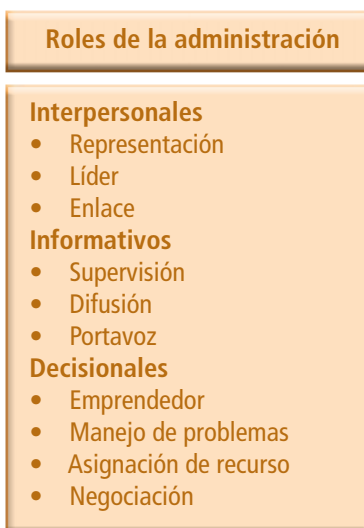 Roles de la administración
Interpersonales
• Representación
• Líder
• Enlace
Informativos
• Supervisión
• Difusión
• Portavoz
Decisionales
• Emprendedor
• Manejo de problemas
• Asignación de recurso
• Negociación